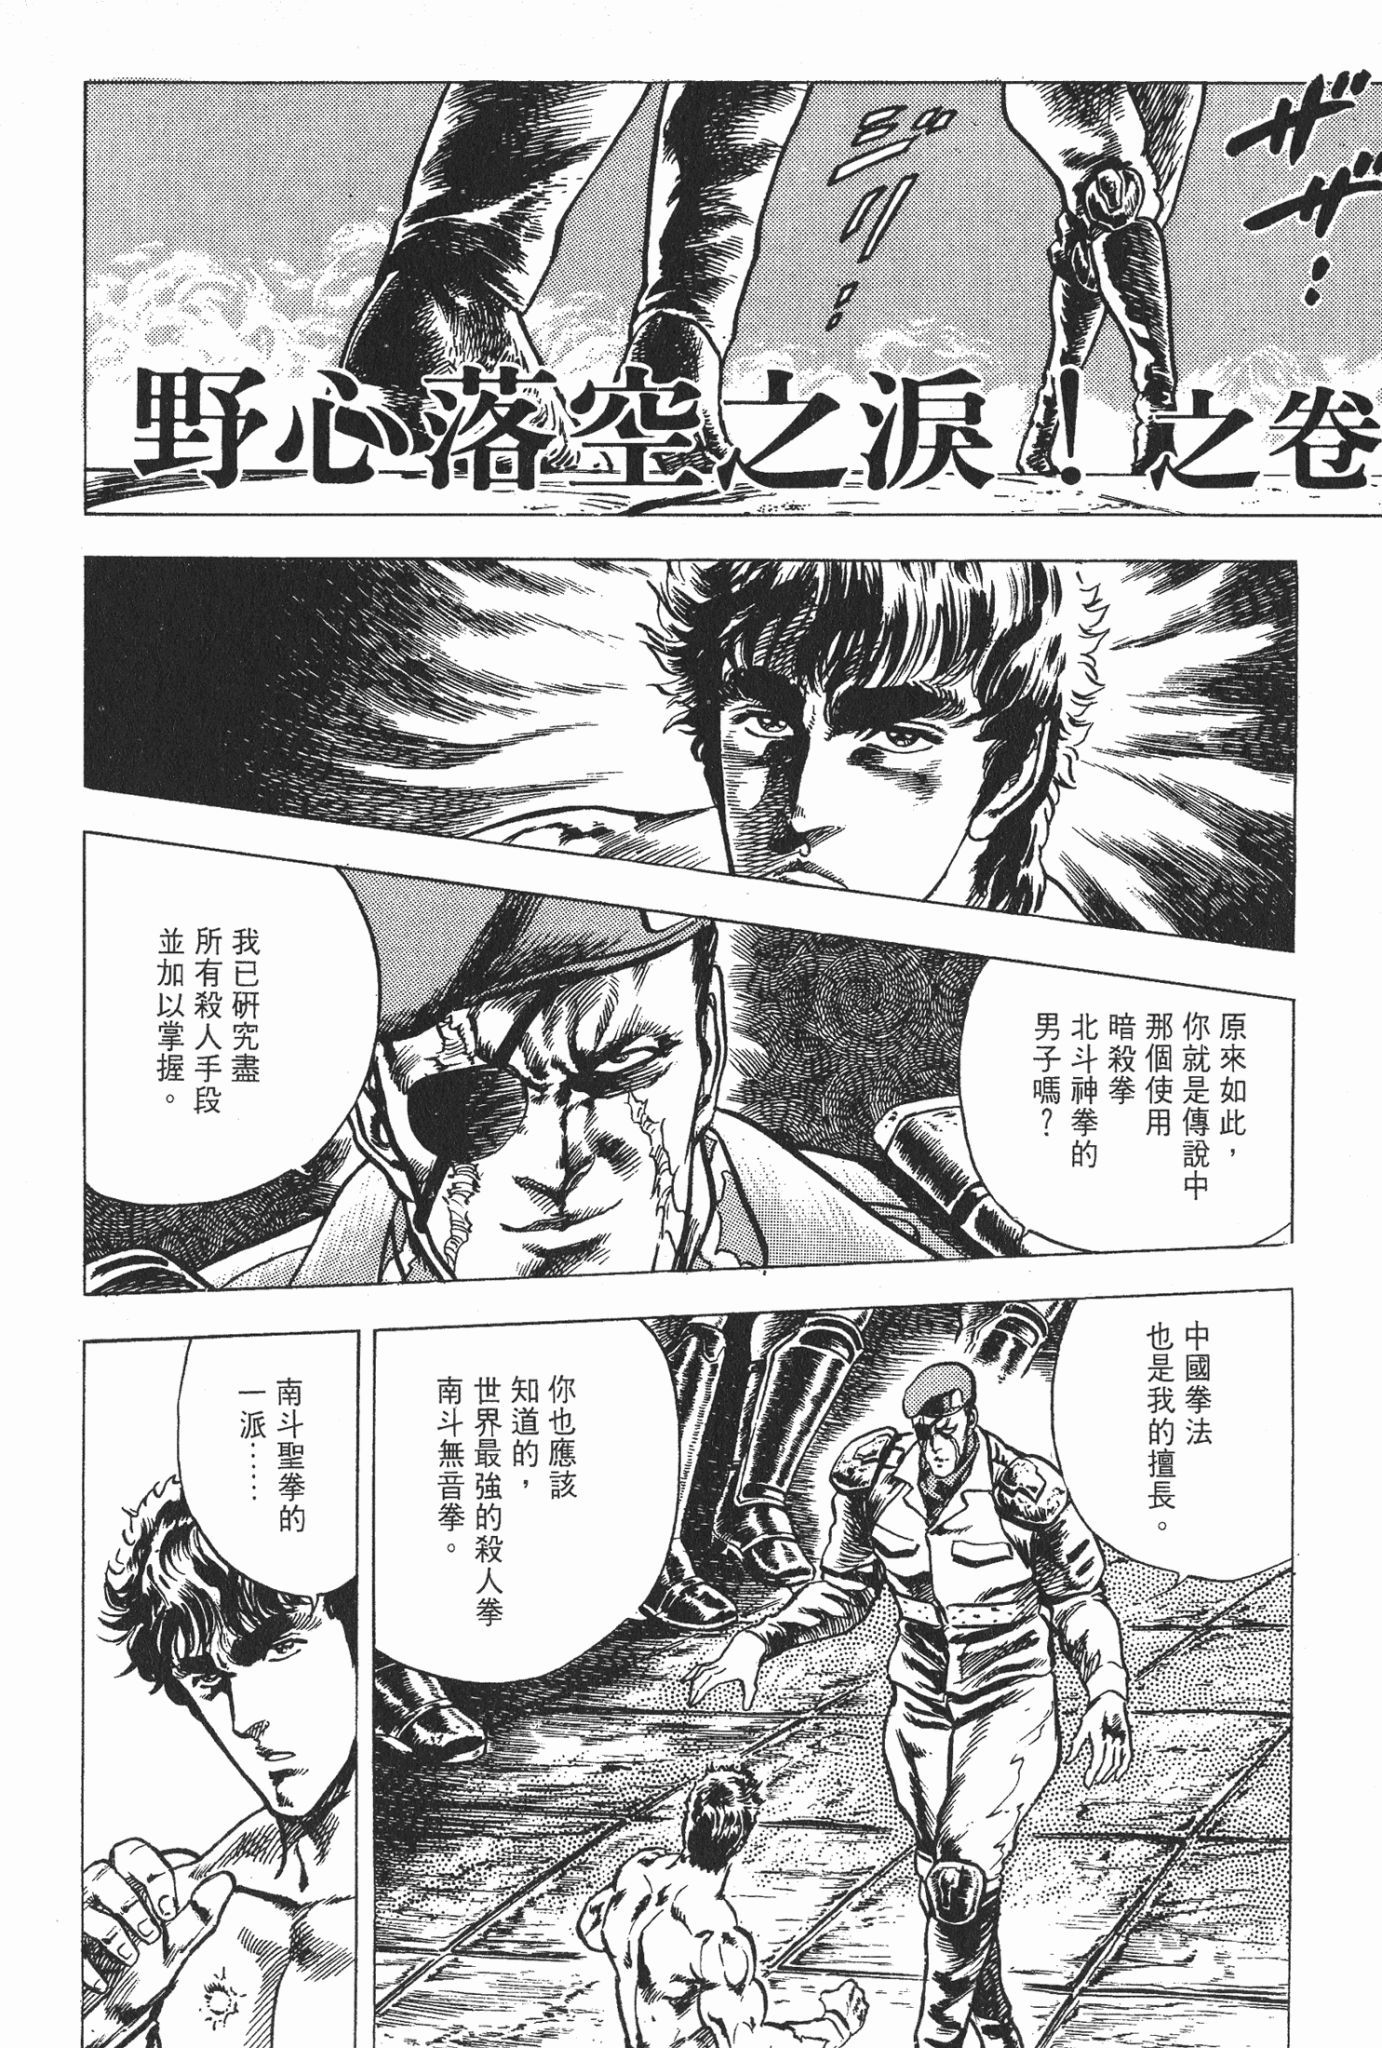 ザ
ザ!
ジリ…
野心落空之淚!之卷
原來如此,
你就是傳說中
那個使用
暗殺拳
北斗神拳的
男子嗎?
我已研究盡
所有殺人手段
並加以掌握。
中國拳法
也是我的擅長。
你也應該
知道的,
世界最強的殺人拳
南斗無音拳。
南斗聖拳的
一派……